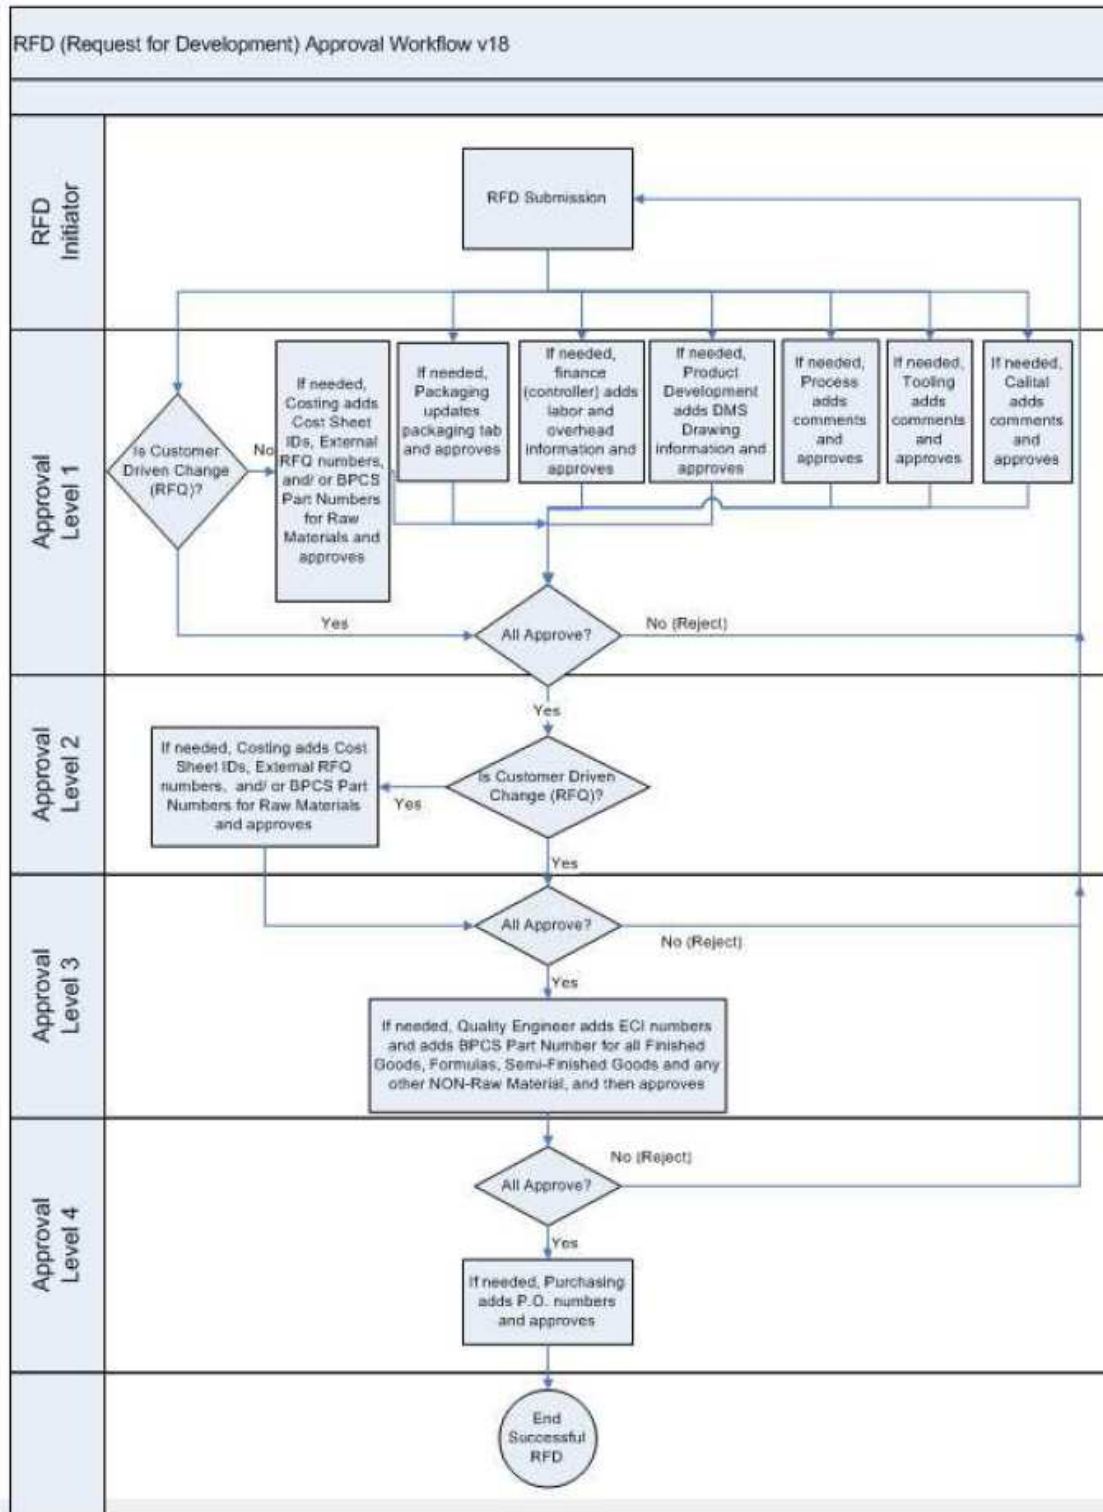 RFD (Request for Development) Approval Workflow v18
RFD
Initiator
RFD Submission
Approval
Level 1
Is Customer
Driven Change
(RFQ)?
No
If needed,
Costing adds
Cost Sheet
IDs, External
RFQ numbers,
and/ or BPCS
Part Numbers
for Raw
Materials and
approves
If needed,
Packaging
updates
packaging tab
and approves
If needed,
finance
(controller) adds
labor and
overhead
information and
approves
If needed,
Product
Development
adds DMS
Drawing
information and
approves
If needed,
Process
adds
comments
and
approves
If needed,
Tooling
adds
comments
and
approves
If needed,
Calital
adds
comments
and
approves
Yes
All Approve?
No (Reject)
Yes
Approval
Level 2
If needed, Costing adds Cost
Sheet IDs, External RFQ
numbers, and/ or BPCS Part
Numbers for Raw Materials
and approves
Yes
Is Customer Driven
Change (RFQ)?
Yes
Approval
Level 3
All Approve?
No (Reject)
Yes
If needed, Quality Engineer adds ECI numbers
and adds BPCS Part Number for all Finished
Goods, Formulas, Semi-Finished Goods and any
other NON-Raw Material, and then approves
Approval
Level 4
All Approve?
No (Reject)
Yes
If needed, Purchasing
adds P.O. numbers
and approves
End
Successful
RFD